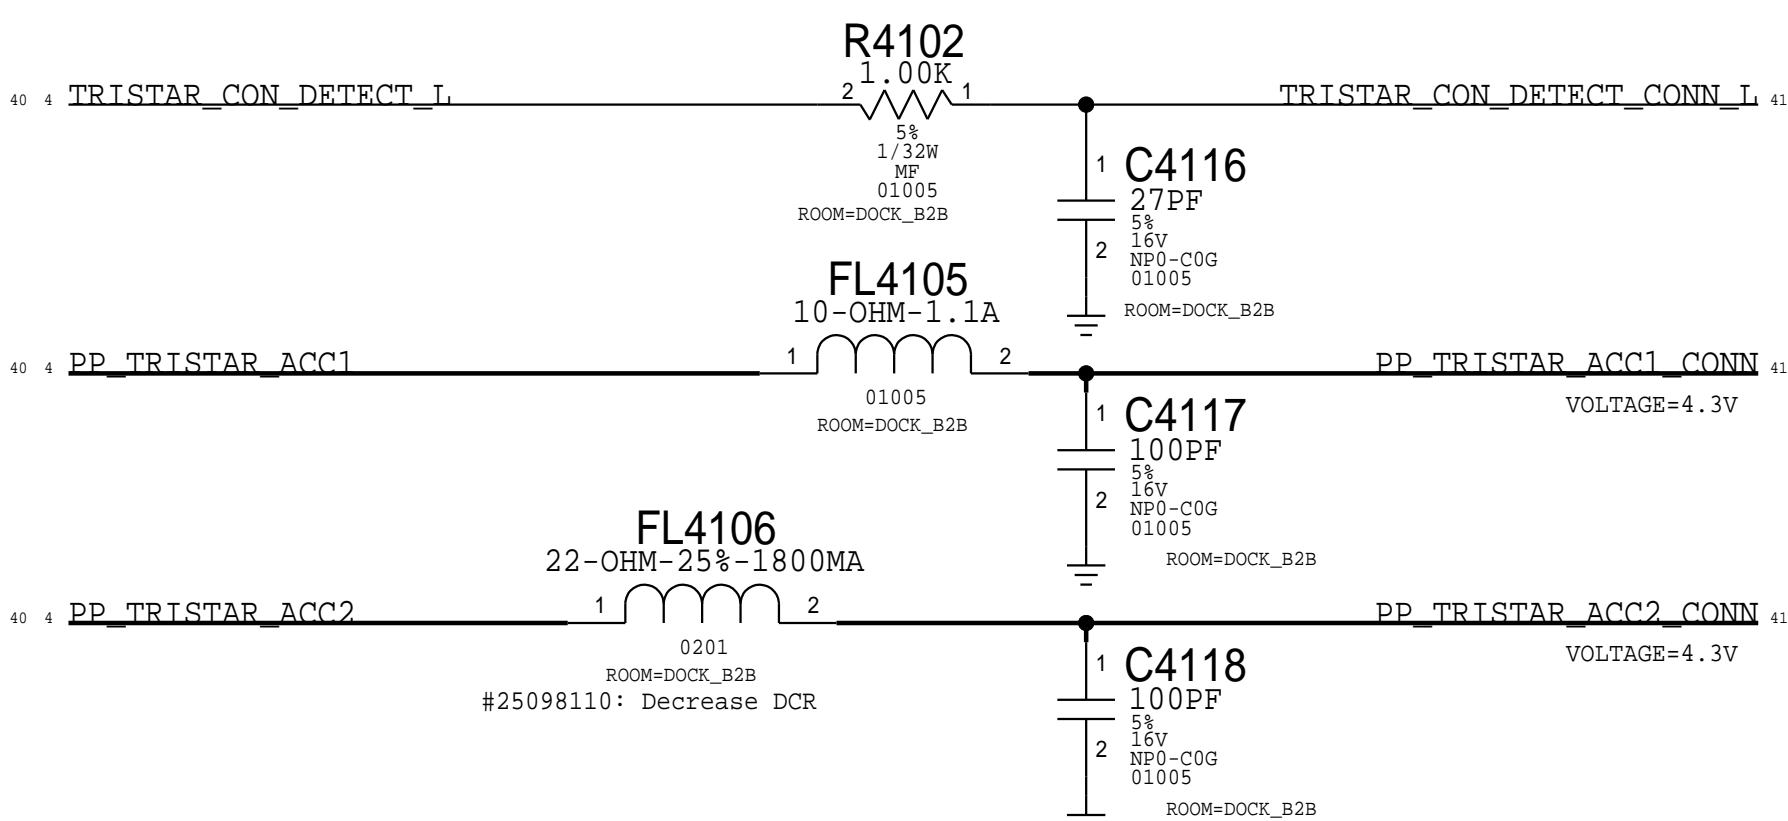 R4102
1.00K
40 4 TRISTAR_CON_DETECT_L 2 1 TRISTAR_CON_DETECT_CONN_L 41
5%
1/32W
MF
01005
ROOM=DOCK_B2B
1 C4116
27PF
5%
16V
2 NP0-C0G
01005
ROOM=DOCK_B2B
FL4105
10-OHM-1.1A
40 4 PP_TRISTAR_ACC1 1 2 PP_TRISTAR_ACC1_CONN 41
01005
ROOM=DOCK_B2B
VOLTAGE=4.3V
1 C4117
100PF
5%
16V
2 NP0-C0G
01005
ROOM=DOCK_B2B
FL4106
22-OHM-25%-1800MA
40 4 PP_TRISTAR_ACC2 1 2 PP_TRISTAR_ACC2_CONN 41
0201
ROOM=DOCK_B2B
#25098110: Decrease DCR
VOLTAGE=4.3V
1 C4118
100PF
5%
16V
2 NP0-C0G
01005
ROOM=DOCK_B2B